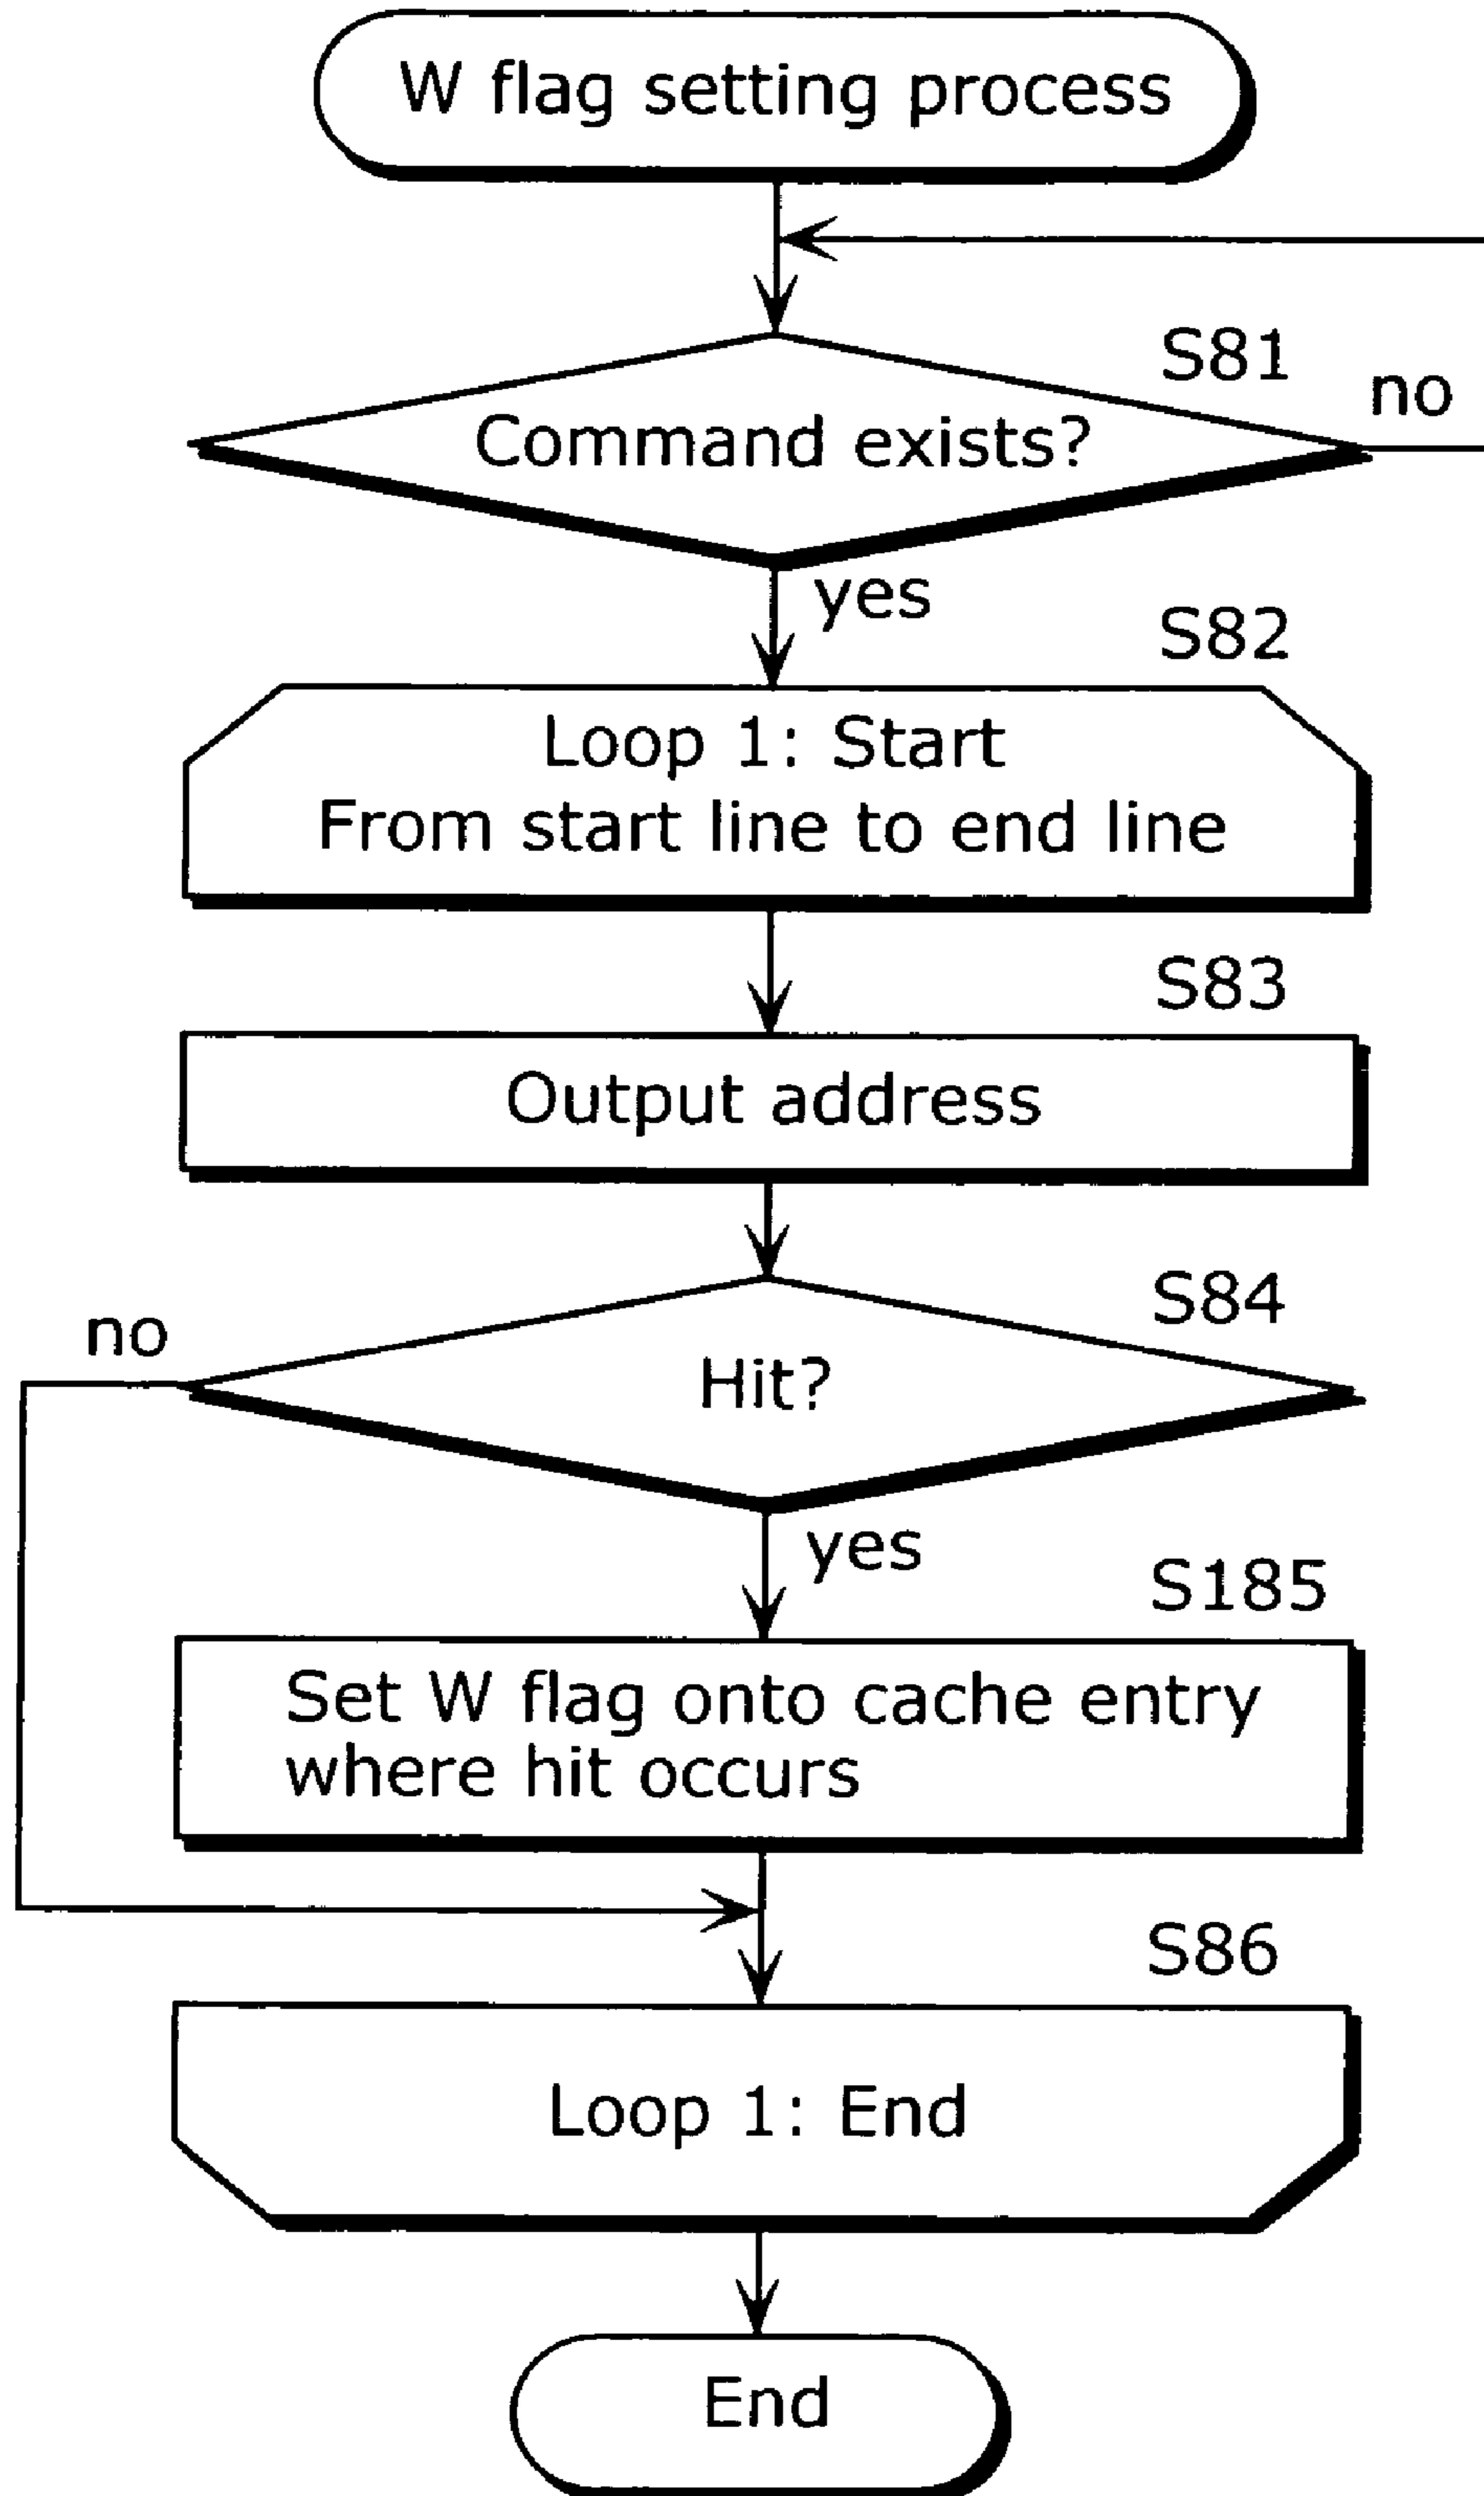 W flag setting process
S81
no
Command exists?
yes
S82
Loop 1: Start
From start line to end line
S83
Output address
S84
no
Hit?
yes
S185
Set W flag onto cache entry
where hit occurs
S86
Loop 1: End
End